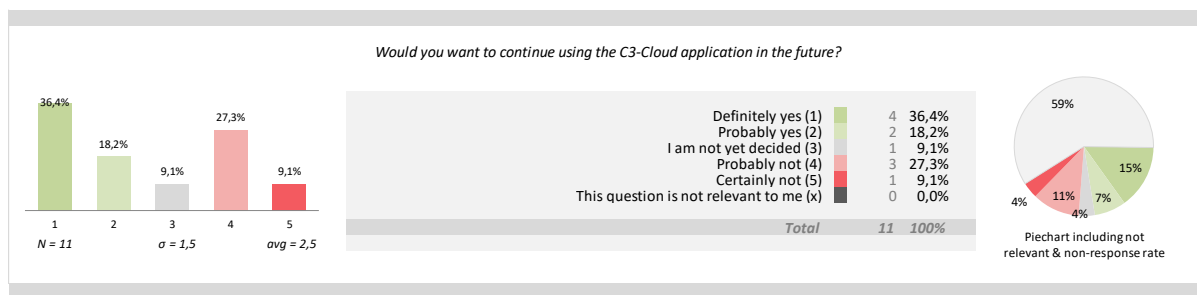 Would you want to continue using the C3-Cloud application in the future?
36,4%
18,2%
9,1%
27,3%
9,1%
1 2 3 4 5
N = 11 σ = 1,5 avg = 2,5
Definitely yes (1) 4 36,4%
Probably yes (2) 2 18,2%
I am not yet decided (3) 1 9,1%
Probably not (4) 3 27,3%
Certainly not (5) 1 9,1%
This question is not relevant to me (x) 0 0,0%
Total 11 100%
59%
15%
7%
4%
11%
4%
Piechart including not
relevant & non-response rate